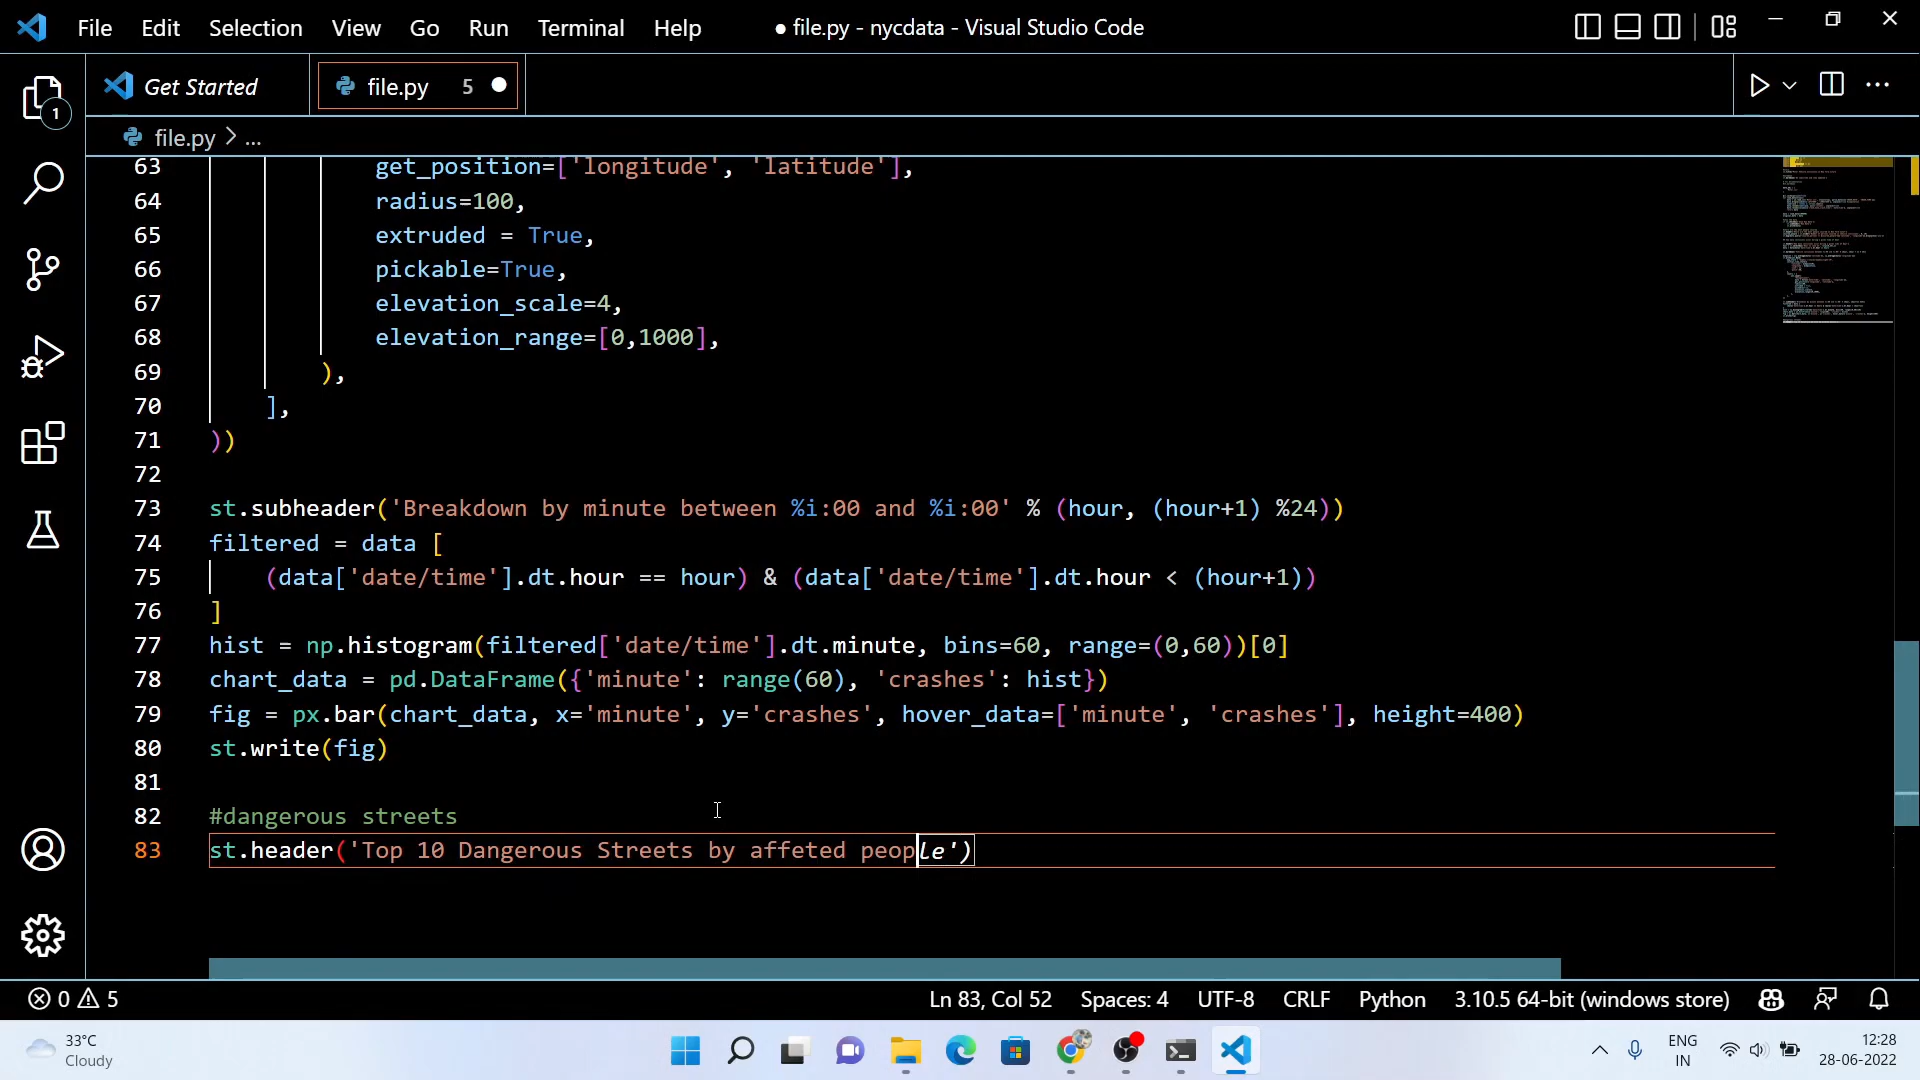 File Edit Selection View Go Run Terminal Help ● file.py - nycdata - Visual Studio Code
Get Started file.py 5
1
file.py > ...
63 get_position=['longitude', 'latitude'],
64 radius=100,
65 extruded = True,
66 pickable=True,
67 elevation_scale=4,
68 elevation_range=[0,1000],
69 ),
70 ],
71 ))
72
73 st.subheader('Breakdown by minute between %i:00 and %i:00' % (hour, (hour+1) %24))
74 filtered = data [
75 (data['date/time'].dt.hour == hour) & (data['date/time'].dt.hour < (hour+1))
76 ]
77 hist = np.histogram(filtered['date/time'].dt.minute, bins=60, range=(0,60))[0]
78 chart_data = pd.DataFrame({'minute': range(60), 'crashes': hist})
79 fig = px.bar(chart_data, x='minute', y='crashes', hover_data=['minute', 'crashes'], height=400)
80 st.write(fig)
81
82 #dangerous streets
83 st.header('Top 10 Dangerous Streets by affeted people')
0 5 Ln 83, Col 52 Spaces: 4 UTF-8 CRLF Python 3.10.5 64-bit (windows store)
33°C
Cloudy
ENG
IN
12:28
28-06-2022